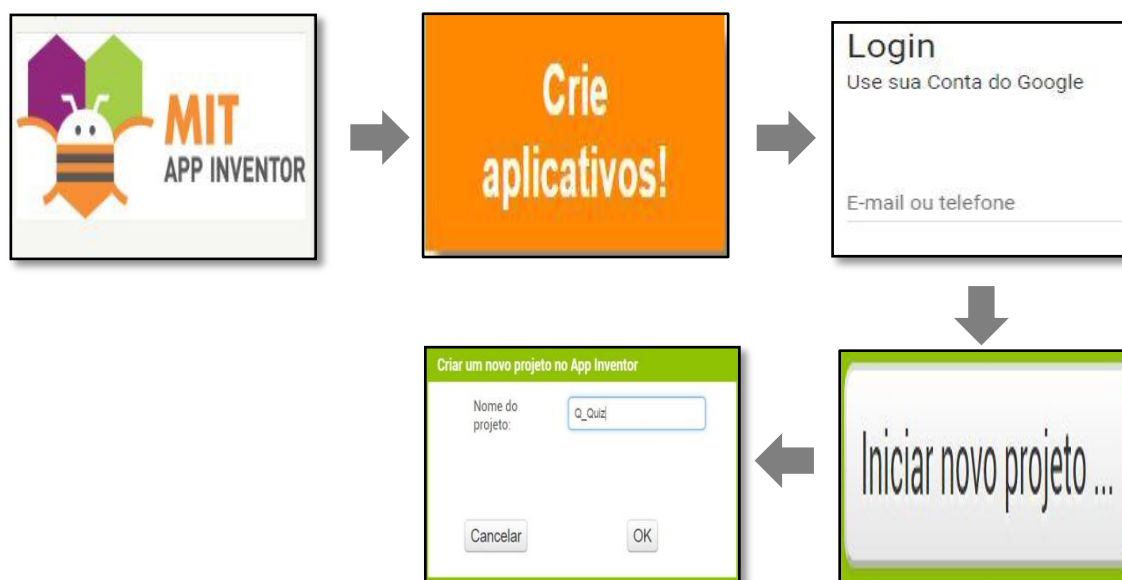 MIT
APP INVENTOR
Crie
aplicativos!
Login
Use sua Conta do Google
E-mail ou telefone
Iniciar novo projeto ...
Criar um novo projeto no App Inventor
Nome do
projeto:
Q_Quiz
Cancelar
OK